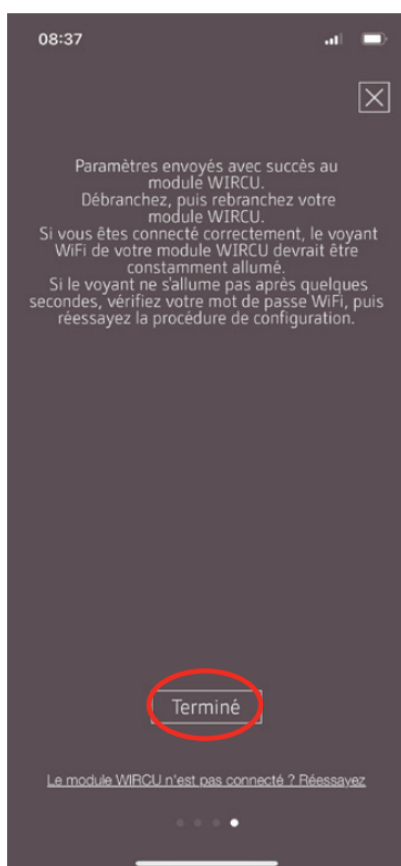 08:37
Paramètres envoyés avec succès au
module WIRCU.
Débranchez, puis rebranchez votre
module WIRCU.
Si vous êtes connecté correctement, le voyant
WiFi de votre module WIRCU devrait être
constamment allumé.
Si le voyant ne s'allume pas après quelques
secondes, vérifiez votre mot de passe WiFi, puis
réessayez la procédure de configuration.
Terminé
Le module WIRCU n'est pas connecté ? Réessayez